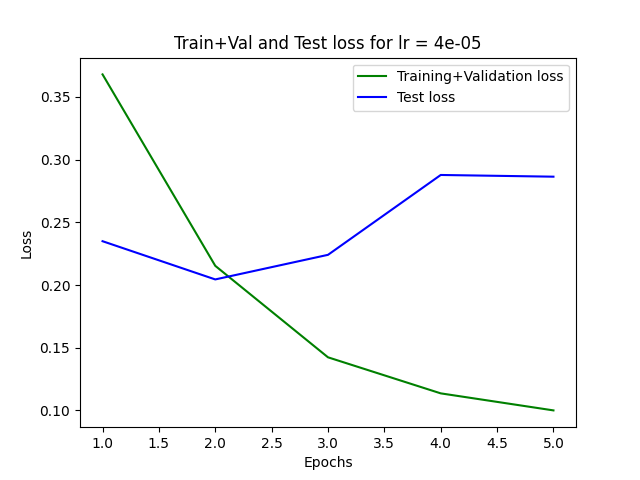 Train+Val and Test loss for lr = 4e-05
Training+Validation loss
Test loss
0.35
0.30
0.25
0.20
0.15
0.10
Loss
1.0 1.5 2.0 2.5 3.0 3.5 4.0 4.5 5.0
Epochs